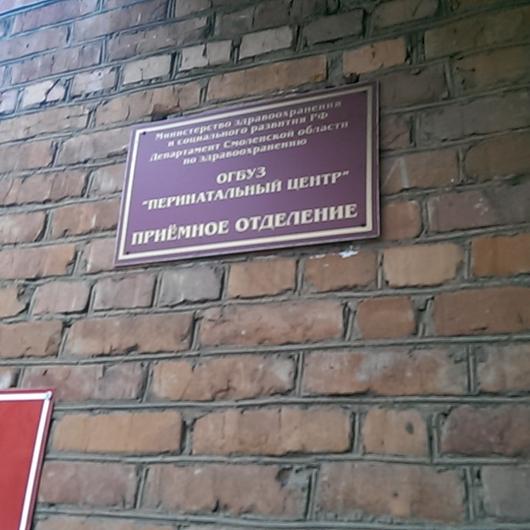 Министерство здравоохранения
и социального развития РФ
Департамент Смоленской области
по здравоохранению
ОГБУЗ
"ПЕРИНАТАЛЬНЫЙ ЦЕНТР"
ПРИЁМНОЕ ОТДЕЛЕНИЕ